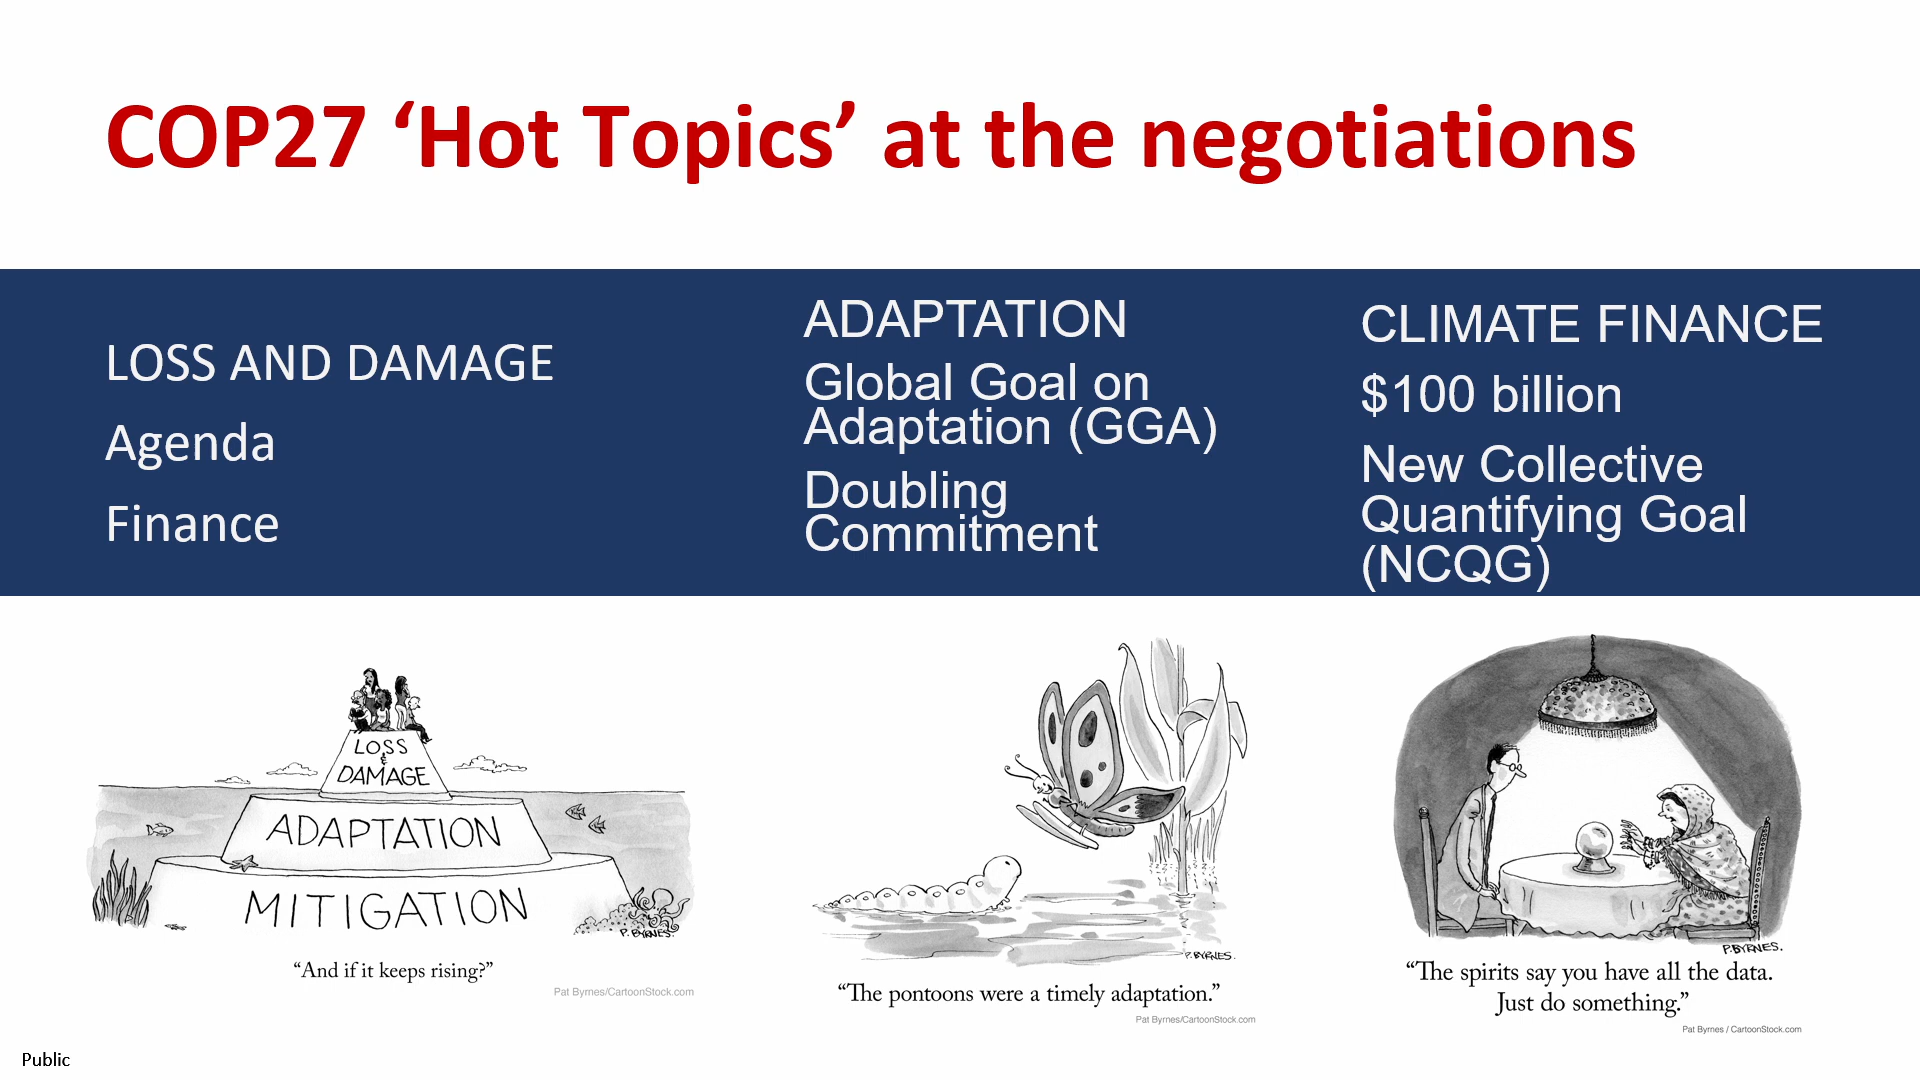 COP27 ‘Hot Topics’ at the negotiations
LOSS AND DAMAGE
Agenda
Finance
ADAPTATION
Global Goal on
Adaptation (GGA)
Doubling
Commitment
CLIMATE FINANCE
$100 billion
New Collective
Quantifying Goal
(NCQG)
LOSS
&
DAMAGE
ADAPTATION
MITIGATION
P. BYRNES.
“And if it keeps rising?”
Pat Byrnes/CartoonStock.com
P. BYRNES.
“The pontoons were a timely adaptation.”
Pat Byrnes/CartoonStock.com
P. BYRNES.
“The spirits say you have all the data.
Just do something.”
Pat Byrnes / CartoonStock.com
Public